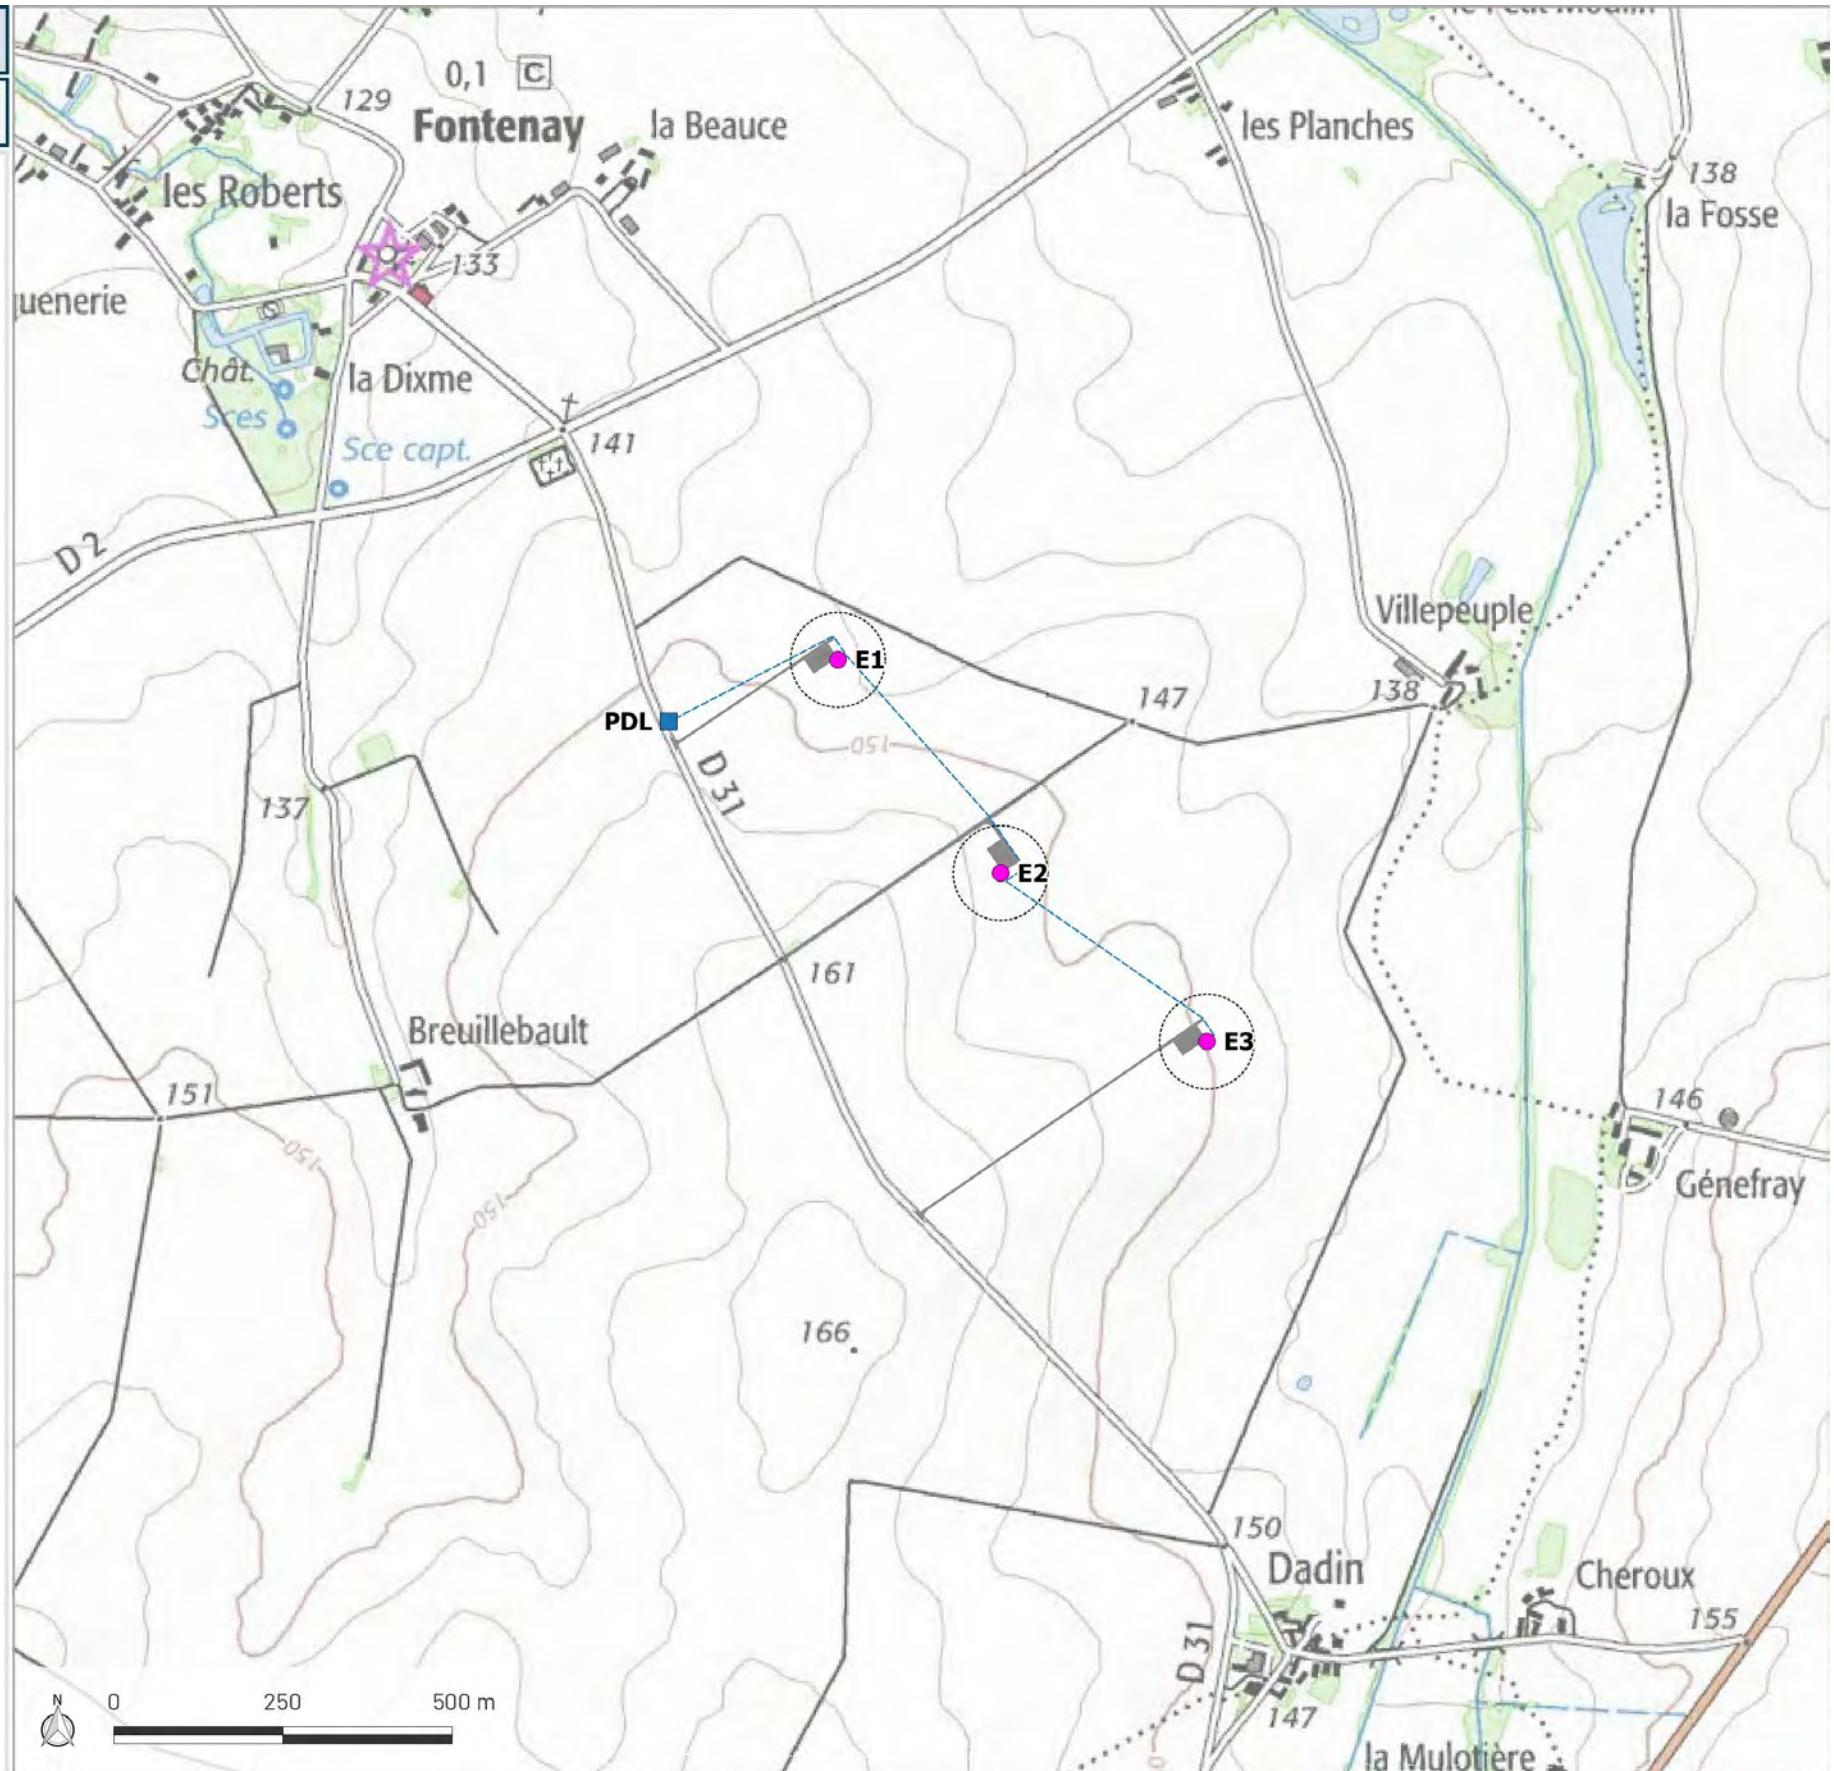 129
0,1 C
Fontenay
la Beauce
les Planches
138
la Fosse
les Roberts
133
uenerie
Chât.
la Dixme
Sces
Sce capt.
141
D 2
Villepeuple
E1
138
147
PDL
150
D 31
137
E2
161
Breuillebault
E3
151
146
150
Génefray
150
166
150
Dadin
Cheroux
155
D 31
147
N
0 250 500 m
la Mulotière